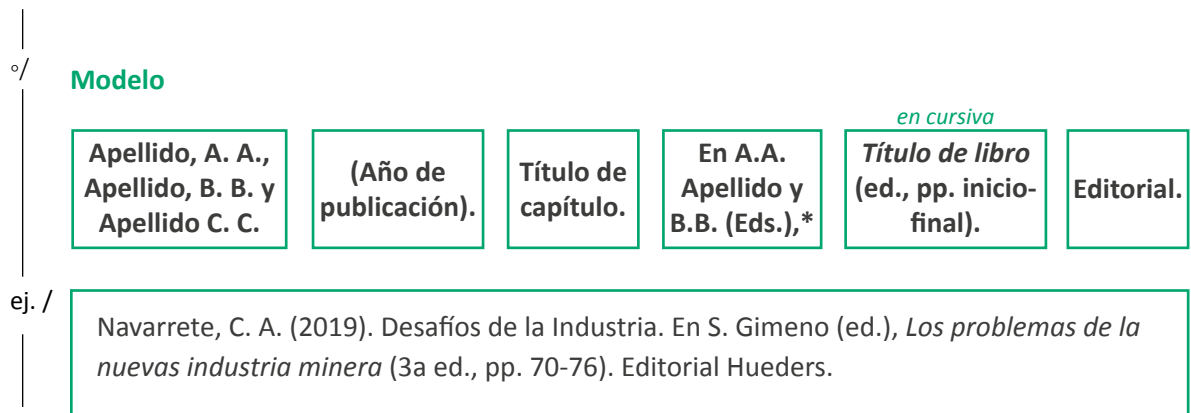 °/
Modelo
en cursiva
Apellido, A. A.,
Apellido, B. B. y
Apellido C. C.
(Año de
publicación).
Título de
capítulo.
En A.A.
Apellido y
B.B. (Eds.),*
Título de libro
(ed., pp. inicio-
final).
Editorial.
ej. /
Navarrete, C. A. (2019). Desafíos de la Industria. En S. Gimeno (ed.), Los problemas de la
nuevas industria minera (3a ed., pp. 70-76). Editorial Hueders.